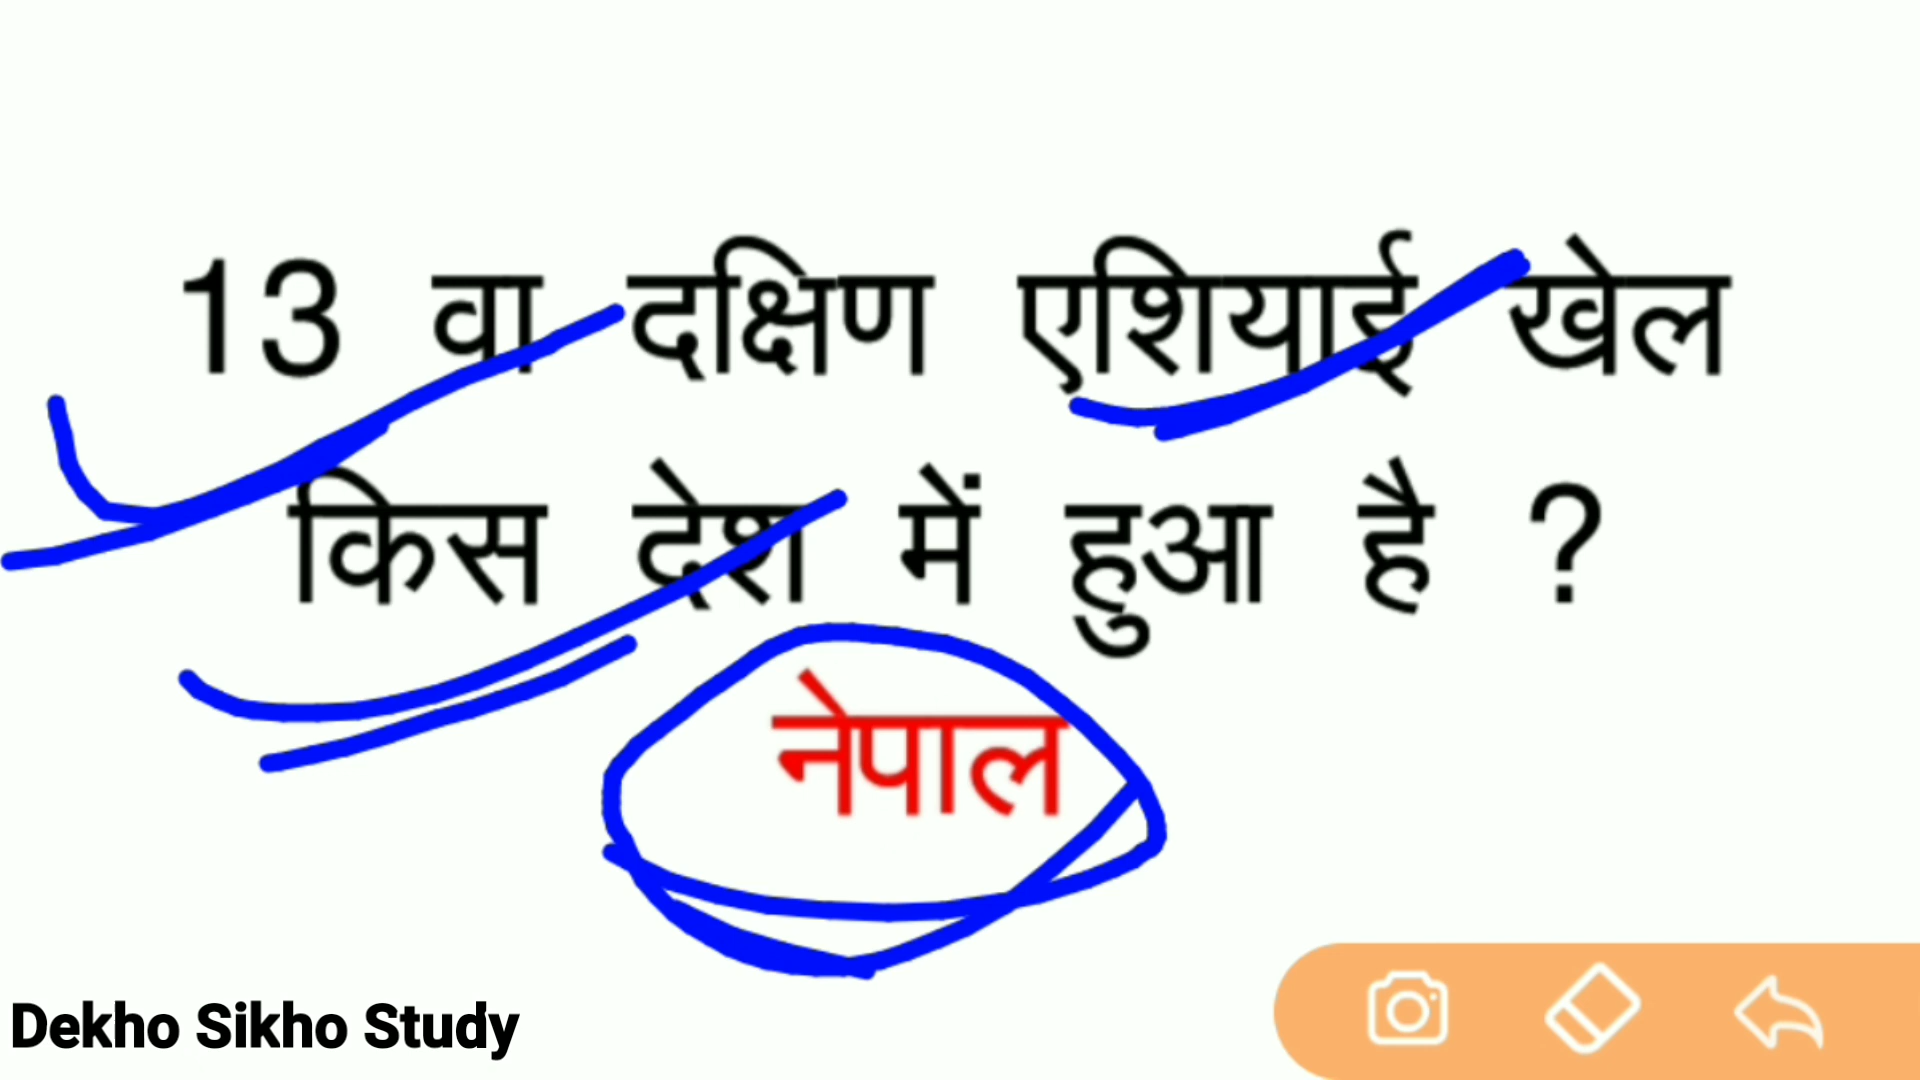 13 वा दक्षिण एशियाई खेल
किस देश में हुआ है ?
नेपाल
Dekho Sikho Study